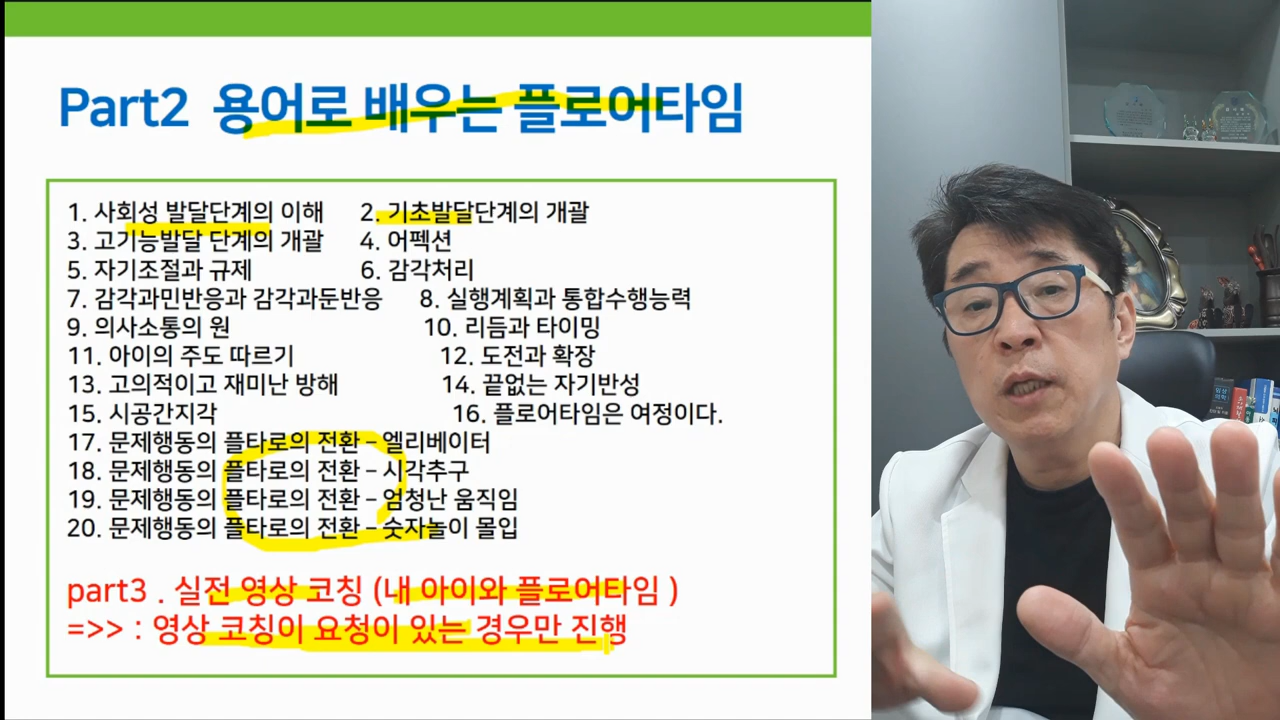 Part2 용어로 배우는 플로어타임
1. 사회성 발달단계의 이해 2. 기초발달단계의 개괄
3. 고기능발달 단계의 개괄 4. 어펙션
5. 자기조절과 규제 6. 감각처리
7. 감각과민반응과 감각과둔반응 8. 실행계획과 통합수행능력
9. 의사소통의 원 10. 리듬과 타이밍
11. 아이의 주도 따르기 12. 도전과 확장
13. 고의적이고 재미난 방해 14. 끝없는 자기반성
15. 시공간지각 16. 플로어타임은 여정이다.
17. 문제행동의 플타로의 전환 – 엘리베이터
18. 문제행동의 플타로의 전환 – 시각추구
19. 문제행동의 플타로의 전환 – 엄청난 움직임
20. 문제행동의 플타로의 전환 – 숫자놀이 몰입
part3 . 실전 영상 코칭 (내 아이와 플로어타임 )
=>> : 영상 코칭이 요청이 있는 경우만 진행